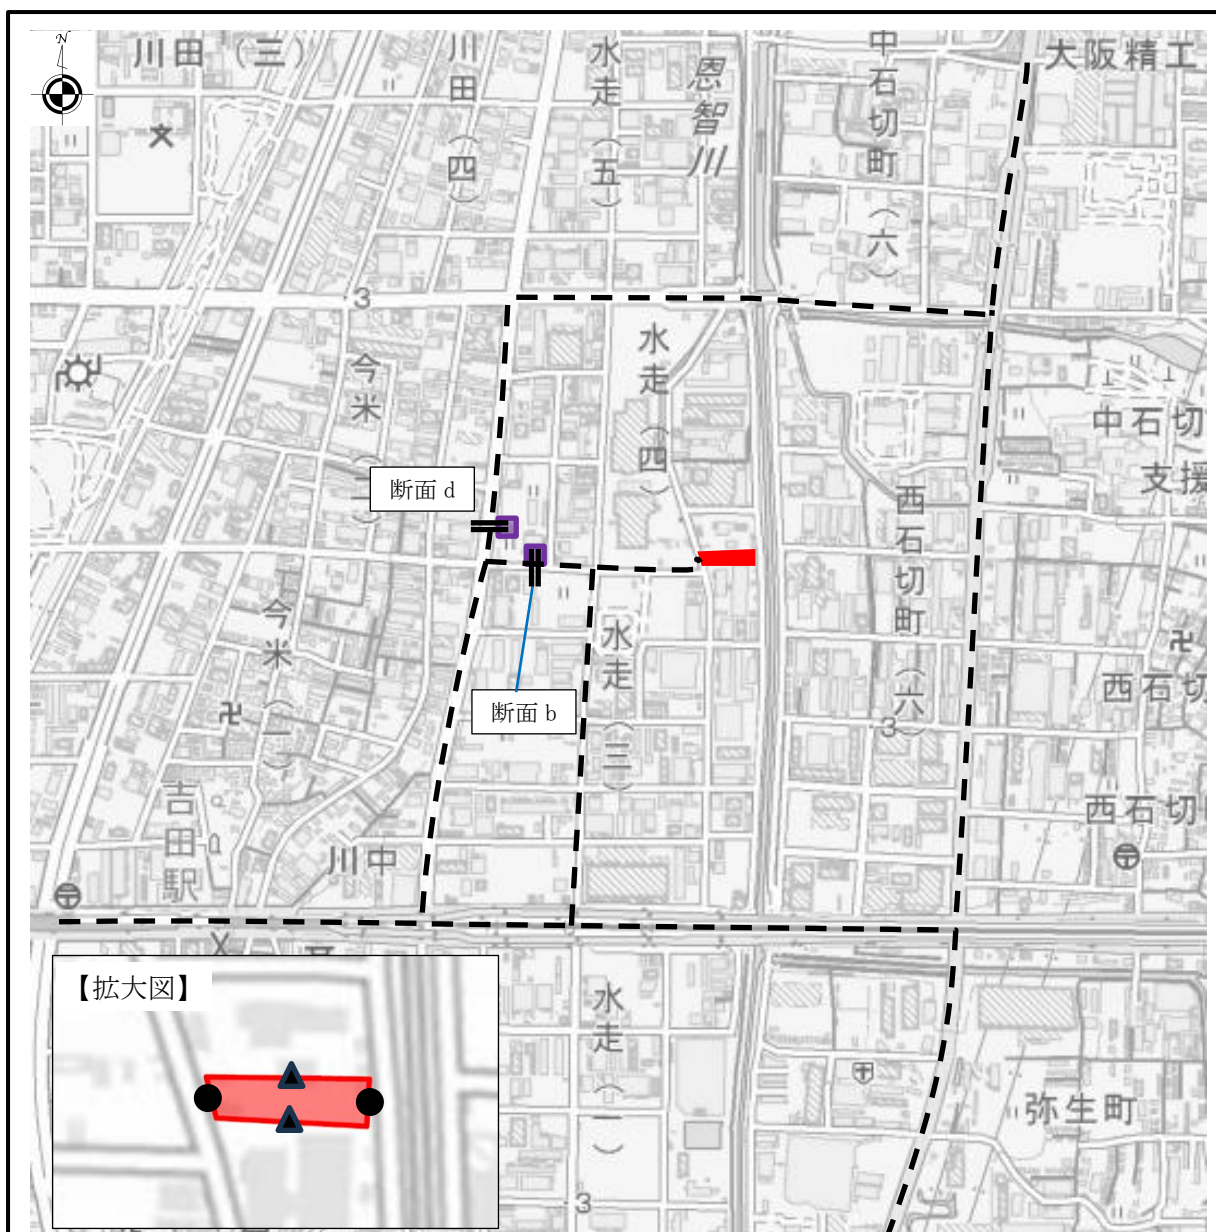 N
川田（三）
川田（四）
水走（五）
恩智川
中石切町（六）
大阪精工
3
今米（二）
水走（四）
中石切
支援
断面 d
西石切町（六）
今米（一）
水走（三）
断面 b
西石切
3
西石切
吉田駅
川中
【拡大図】
水走（一）
弥生町
3